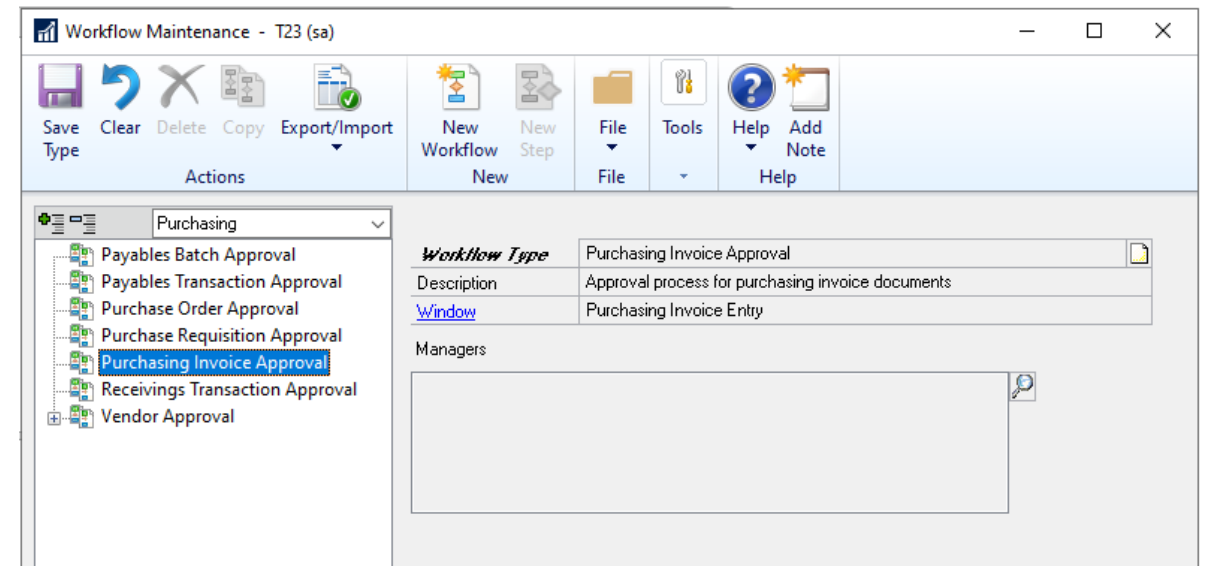 Workflow Maintenance - T23 (sa)
Save Type
Clear
Delete
Copy
Export/Import
Actions
New Workflow
New Step
New
File
File
Tools
Help
Add Note
Help
Purchasing
Payables Batch Approval
Payables Transaction Approval
Purchase Order Approval
Purchase Requisition Approval
Purchasing Invoice Approval
Receivings Transaction Approval
Vendor Approval
Workflow Type
Purchasing Invoice Approval
Description
Approval process for purchasing invoice documents
Window
Purchasing Invoice Entry
Managers